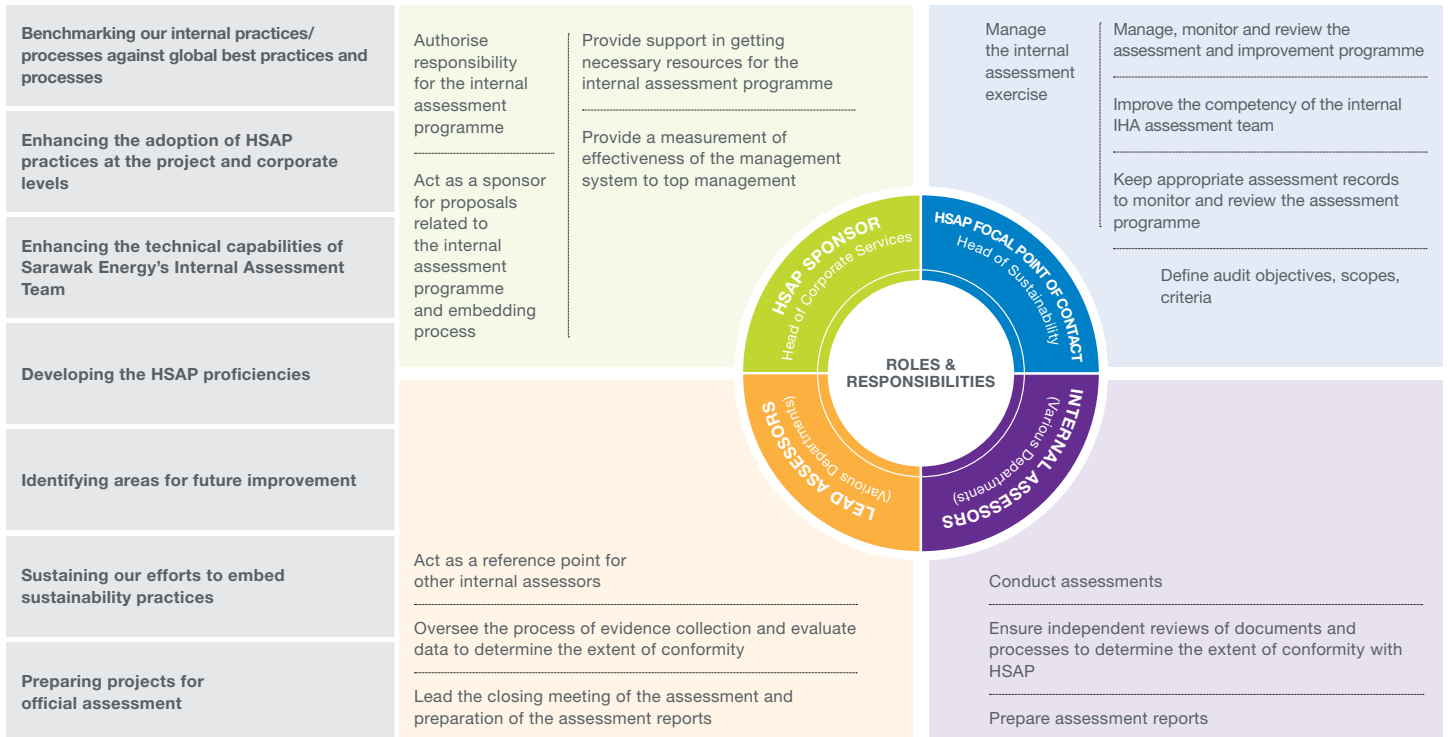 Benchmarking our internal practices/
processes against global best practices and
processes
Enhancing the adoption of HSAP
practices at the project and corporate
levels
Enhancing the technical capabilities of
Sarawak Energy's Internal Assessment
Team
Developing the HSAP proficiencies
Identifying areas for future improvement
Sustaining our efforts to embed
sustainability practices
Preparing projects for
official assessment
Authorise
responsibility
for the internal
assessment
programme
Act as a sponsor
for proposals
related to
the internal
assessment
programme
and embedding
process
Provide support in getting
necessary resources for the
internal assessment programme
Provide a measurement of
effectiveness of the management
system to top management
Manage
the internal
assessment
exercise
Manage, monitor and review the
assessment and improvement programme
Improve the competency of the internal
IHA assessment team
Keep appropriate assessment records
to monitor and review the assessment
programme
Define audit objectives, scopes,
criteria
HSAP SPONSOR
Head of Corporate Services
HSAP FOCAL POINT OF CONTACT
Head of Sustainability
ROLES &
RESPONSIBILITIES
LEAD ASSESSORS
(Various Departments)
INTERNAL ASSESSORS
(Various Departments)
Act as a reference point for
other internal assessors
Oversee the process of evidence collection and evaluate
data to determine the extent of conformity
Lead the closing meeting of the assessment and
preparation of the assessment reports
Conduct assessments
Ensure independent reviews of documents and
processes to determine the extent of conformity with
HSAP
Prepare assessment reports